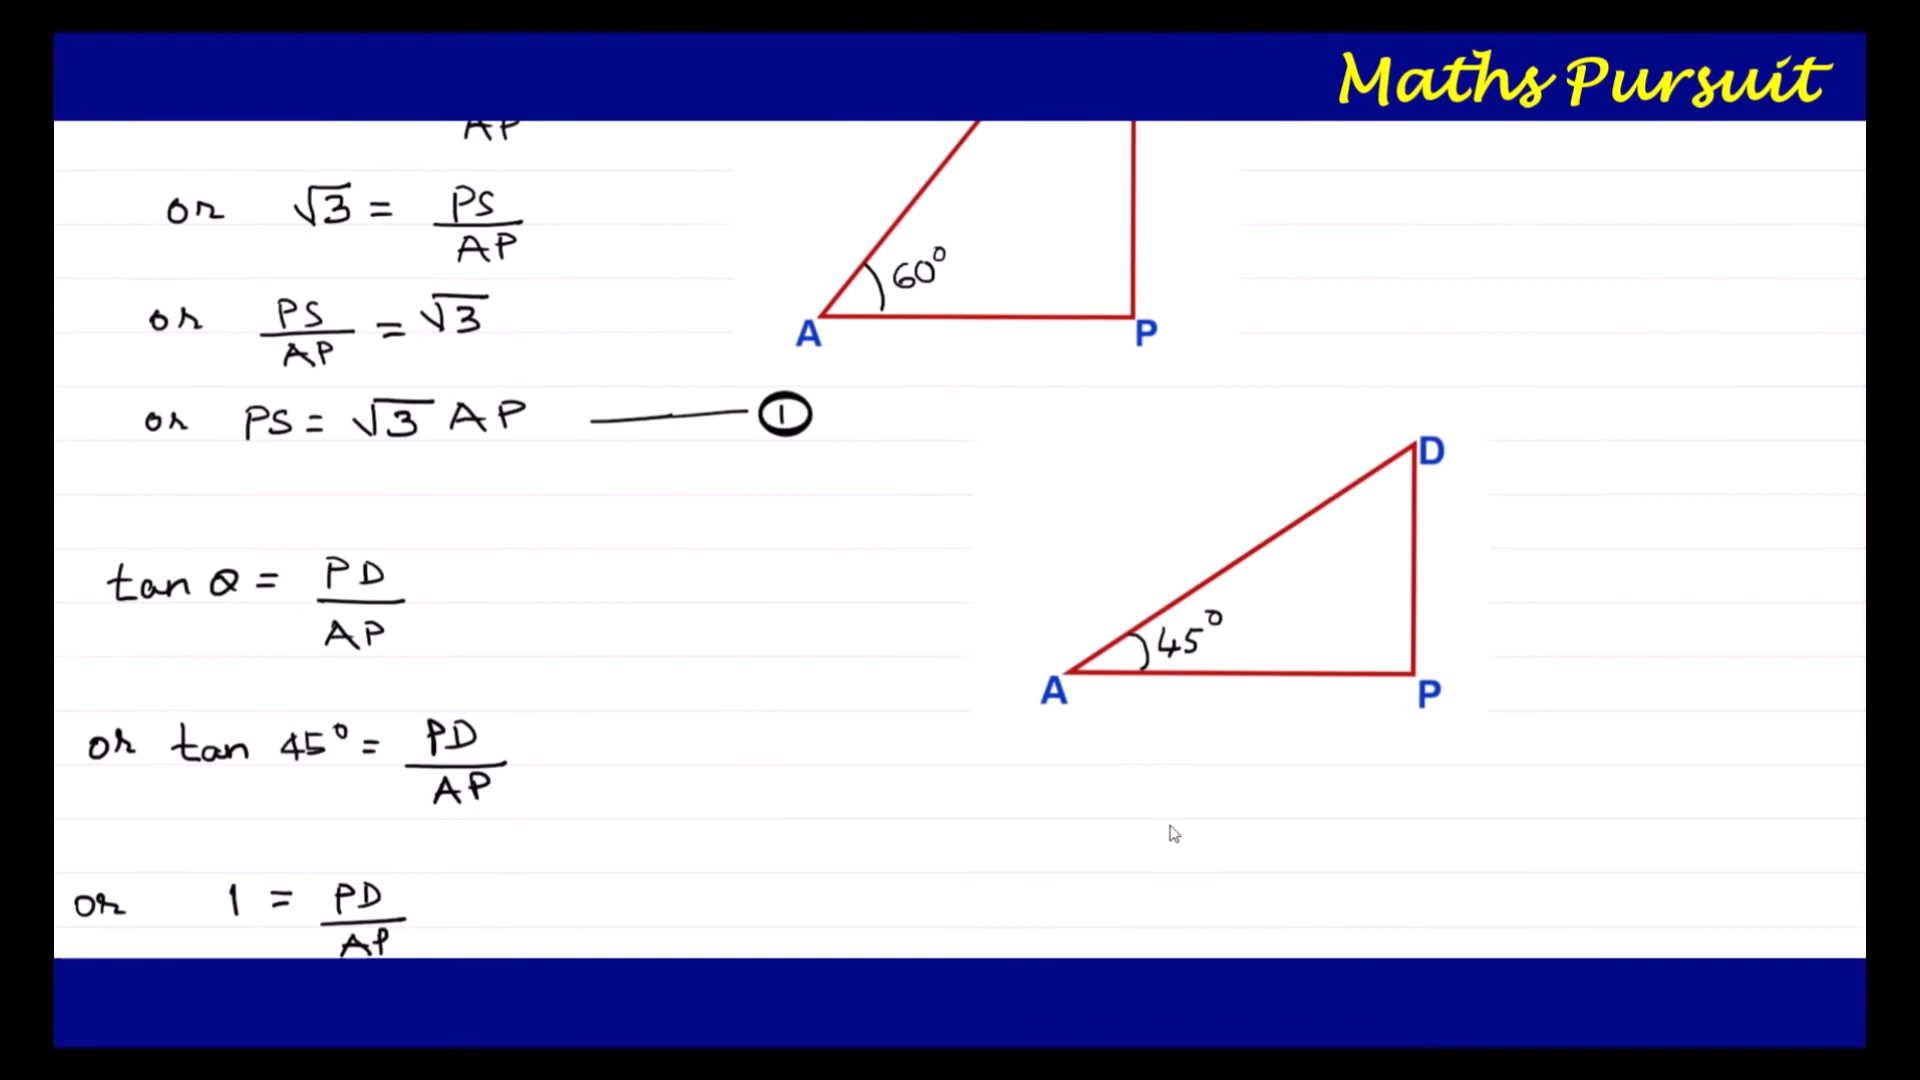 Maths Pursuit
AP
or √3 = PS/AP
60°
or PS/AP = √3
A P
or PS = √3 AP —— ①
D
tan θ = PD/AP
45°
A P
or tan 45° = PD/AP
or 1 = PD/AP